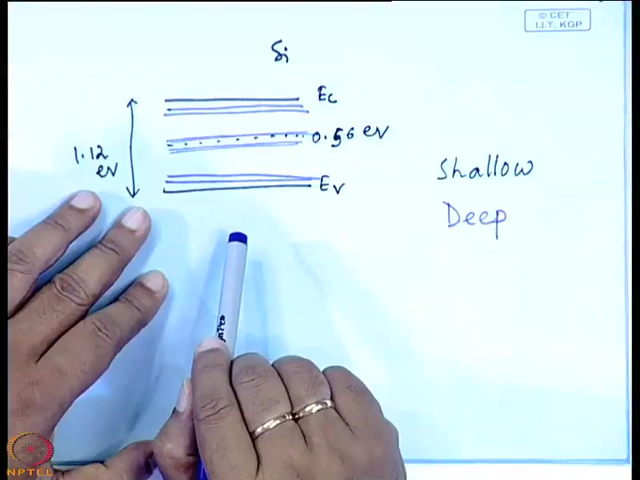 © CET
I.I.T. KGP
Si
Ec
0.56 eV
1.12
eV
Ev
Shallow
Deep
NPTEL